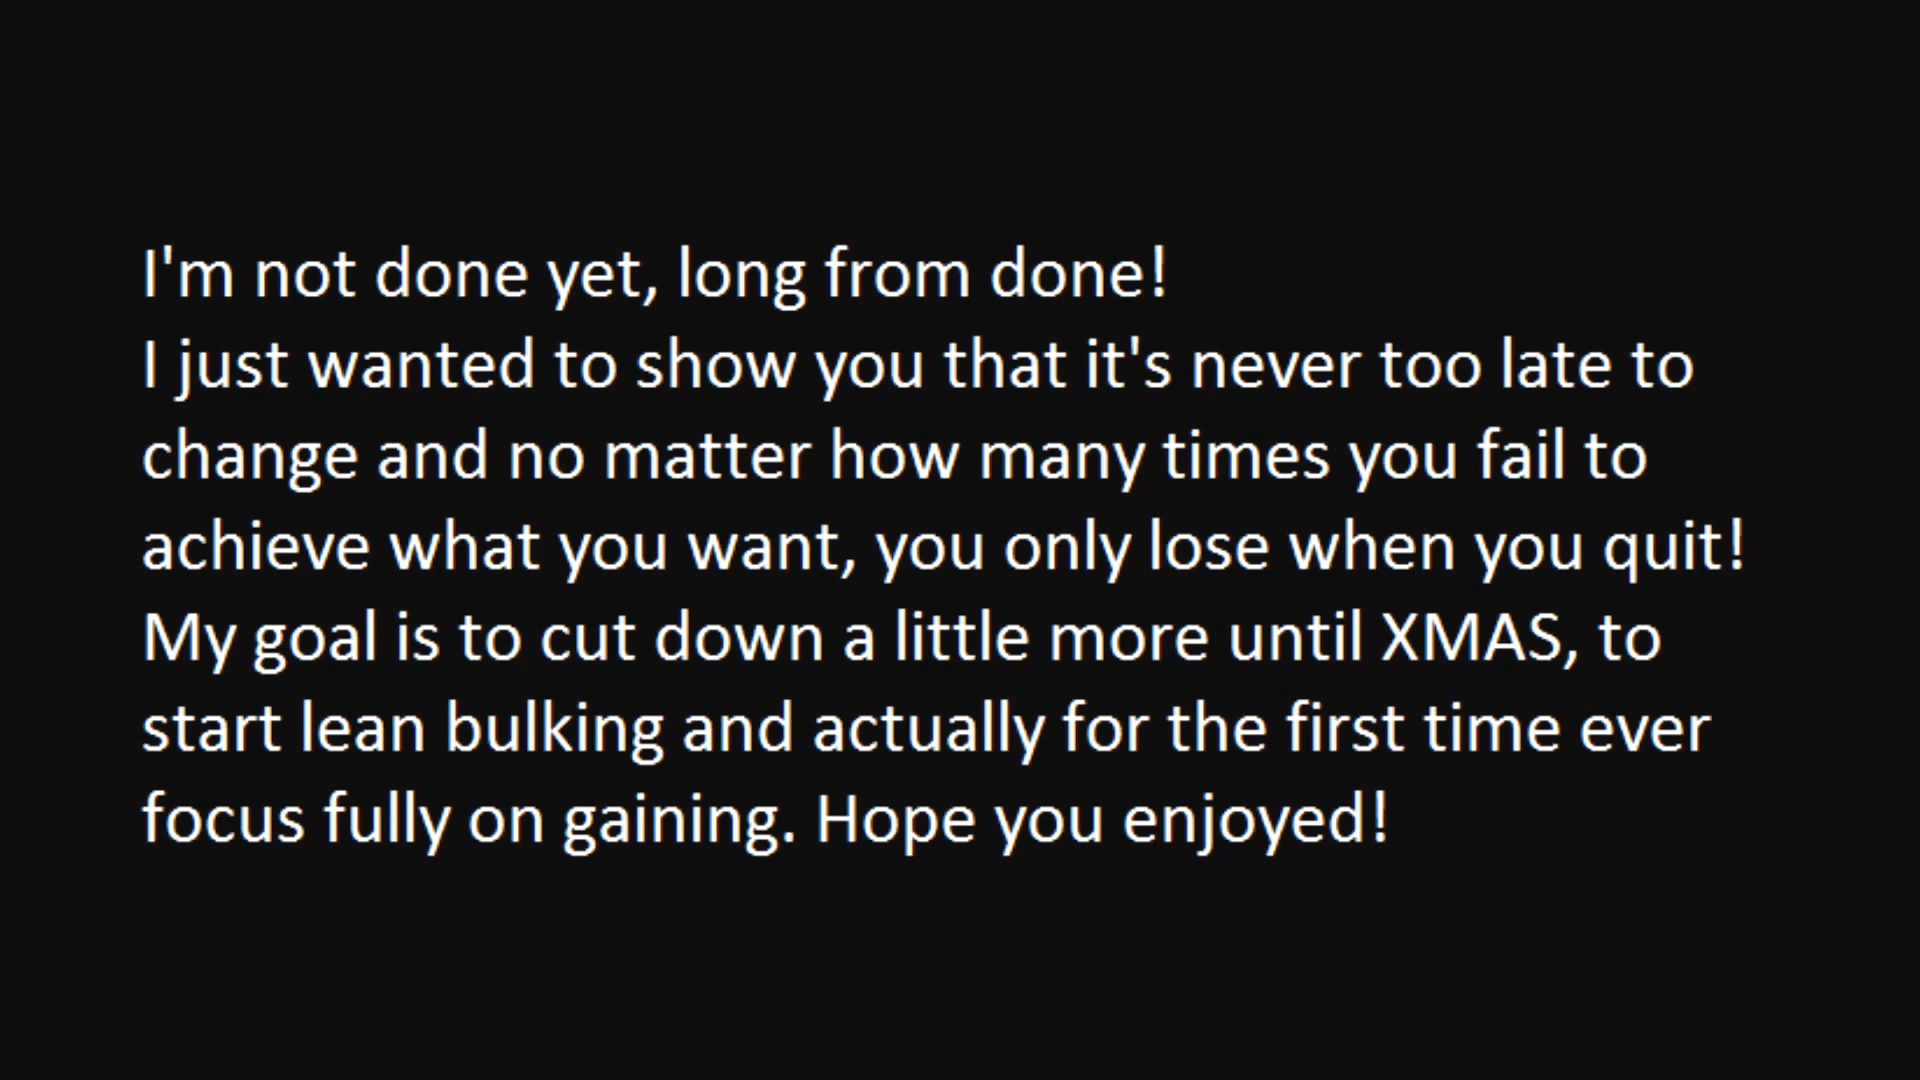 I'm not done yet, long from done!
I just wanted to show you that it's never too late to
change and no matter how many times you fail to
achieve what you want, you only lose when you quit!
My goal is to cut down a little more until XMAS, to
start lean bulking and actually for the first time ever
focus fully on gaining. Hope you enjoyed!